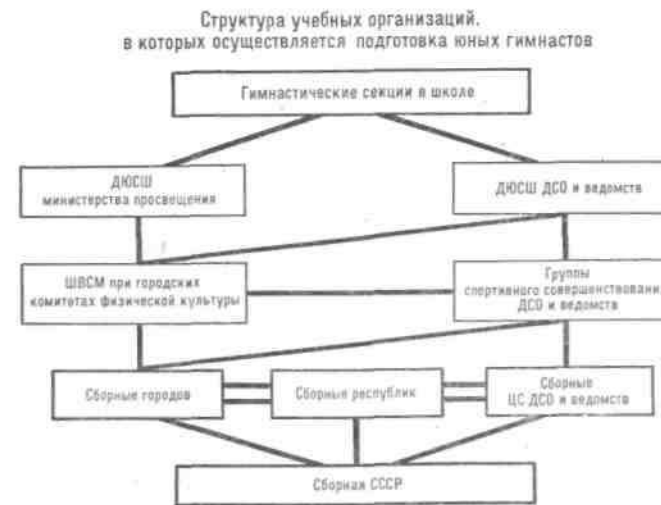 Структура учебных организаций.
в которых осуществляется подготовка юных гимнастов
Гимнастические секции в школе
ДЮСШ
министерства просвещения
ДЮСШ ДСО и ведомств
ШВСМ при городских
комитетах физической культуры
Группы
спортивного совершенствовани
ДСО и ведомств
Сборные городов
Сборные республик
Сборные
ЦС ДСО и ведомств
Сборная СССР